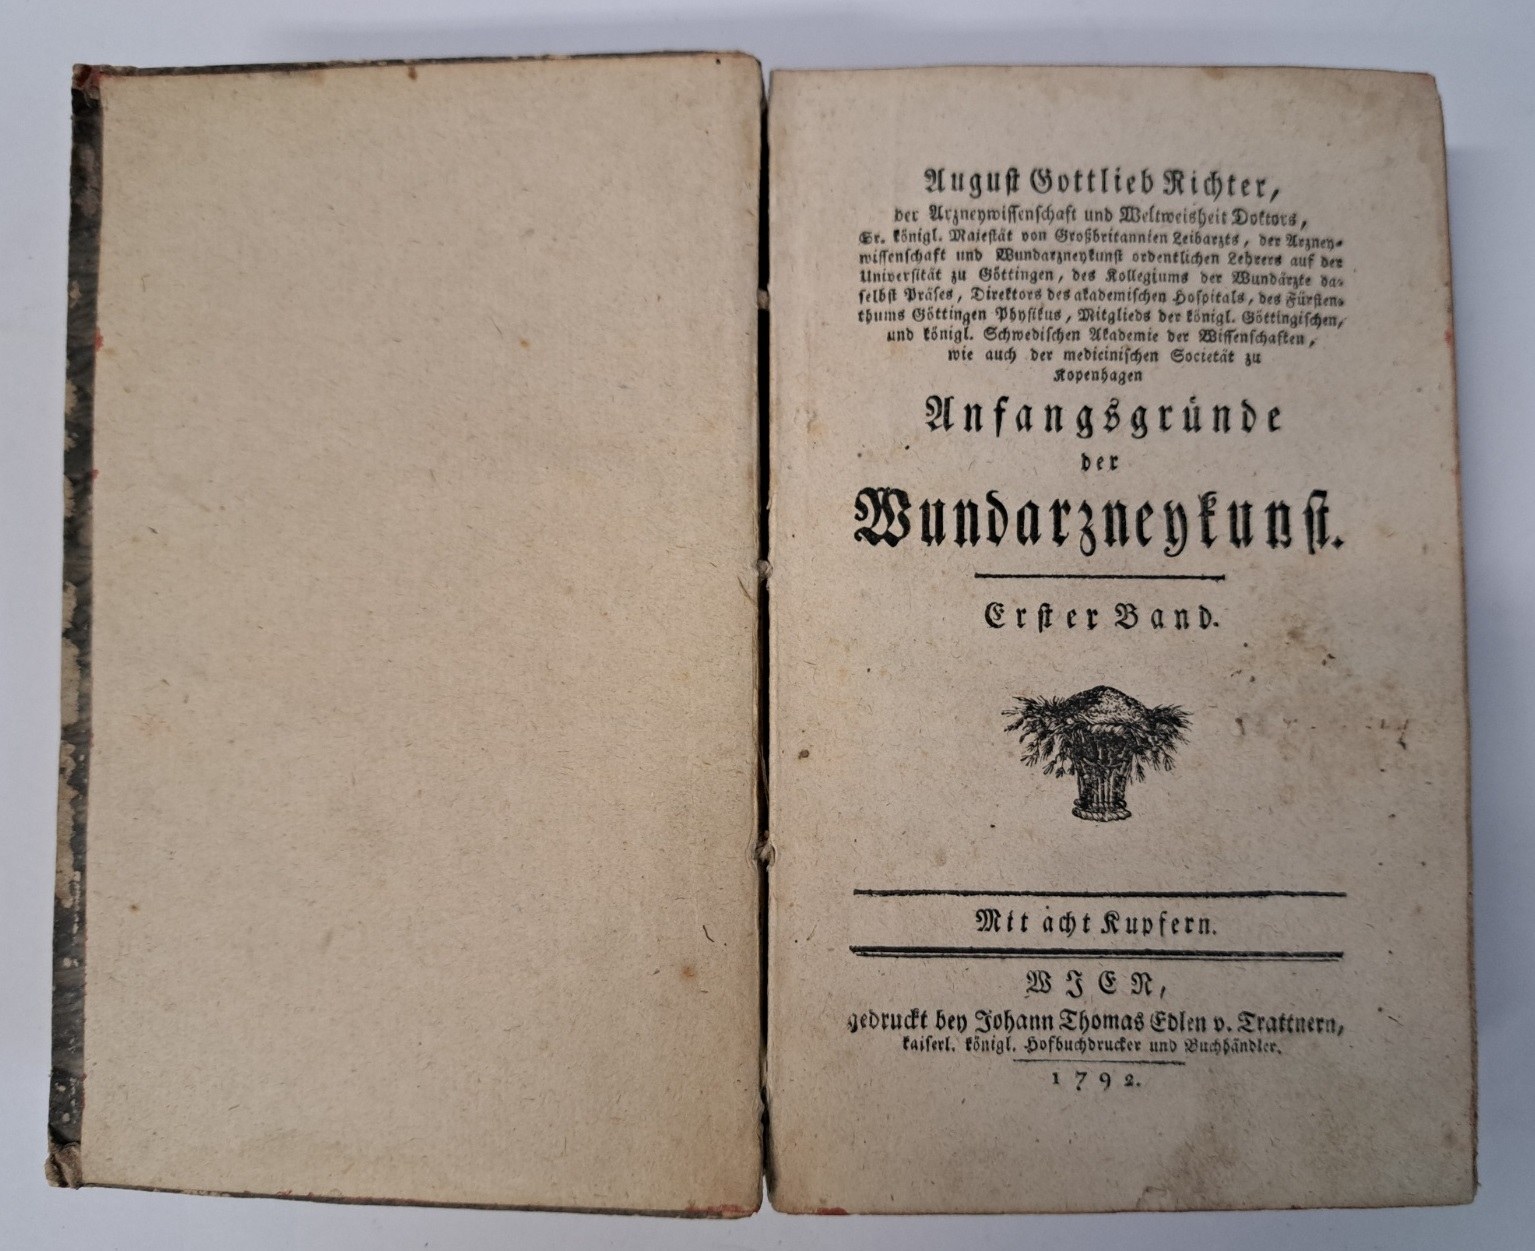 August Gottlieb Richter,
der Arzneywissenschaft und Weltweisheit Doktors,
Sr. königl. Majestät von Großbritannien Leibarzts, der Arzney-
wissenschaft und Wundarzneykunst ordentlichen Lehrers auf der
Universität zu Göttingen, des Kollegiums der Wundärzte da-
selbst Präses, Direktors des akademischen Hospitals, des Fürsten-
thums Göttingen Physikus, Mitglieds der königl. Göttingischen,
und königl. Schwedischen Akademie der Wissenschaften,
wie auch der medicinischen Societät zu
Kopenhagen
Anfangsgründe
der
Wundarzneykunst.
Erster Band.
Mit acht Kupfern.
WIEN,
gedruckt bey Johann Thomas Edlen v. Trattnern,
kaiserl. königl. Hofbuchdrucker und Buchhändler.
1792.